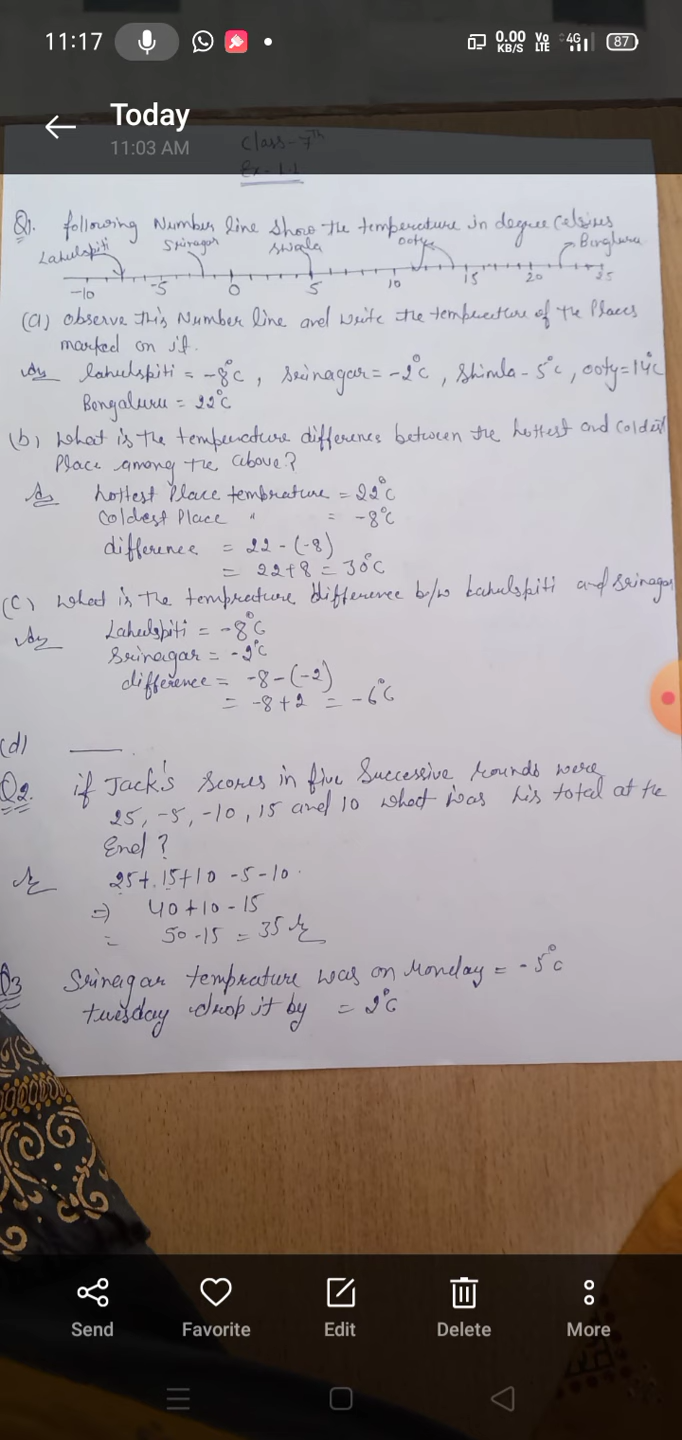 11:17
0.00 KB/S
Vo LTE
4G
87
Today
11:03 AM
Class-7th
Ex-1.1
Q1. following Number line show the temperature in degree Celsius
Lahulspiti Srinagar ooty
-10 -5 0 5 10 15 20 25
(a) observe this Number line and write the temperature of the Places
marked on it.
Ans Lahulspiti = -8°C, Srinagar = -2°C, Shimla - 5°C, ooty = 14°C
Bengaluru = 22°C
(b) What is the temperature difference between the hottest and coldest
Place among the above?
Ans hottest Place tembrature = 22°C
Coldest Place " = -8°C
difference = 22 - (-8)
= 22+8 = 30°C
(C) What is the temprature difference b/w Lahulspiti and Srinagar
Ans Lahulspiti = -8°C
Srinagar = -2°C
difference = -8 - (-2)
= -8+2 = -6°C
(d)
Q2. if Jack's Scores in five Successive rounds were
25, -5, -10, 15 and 10 what was his total at the
End?
25+15+10 -5-10.
⇒ 40+10-15
= 50-15 = 35
Q3 Srinagar temprature was on Monday = -5°C
tuesday drop it by = 2°C
Send
Favorite
Edit
Delete
More